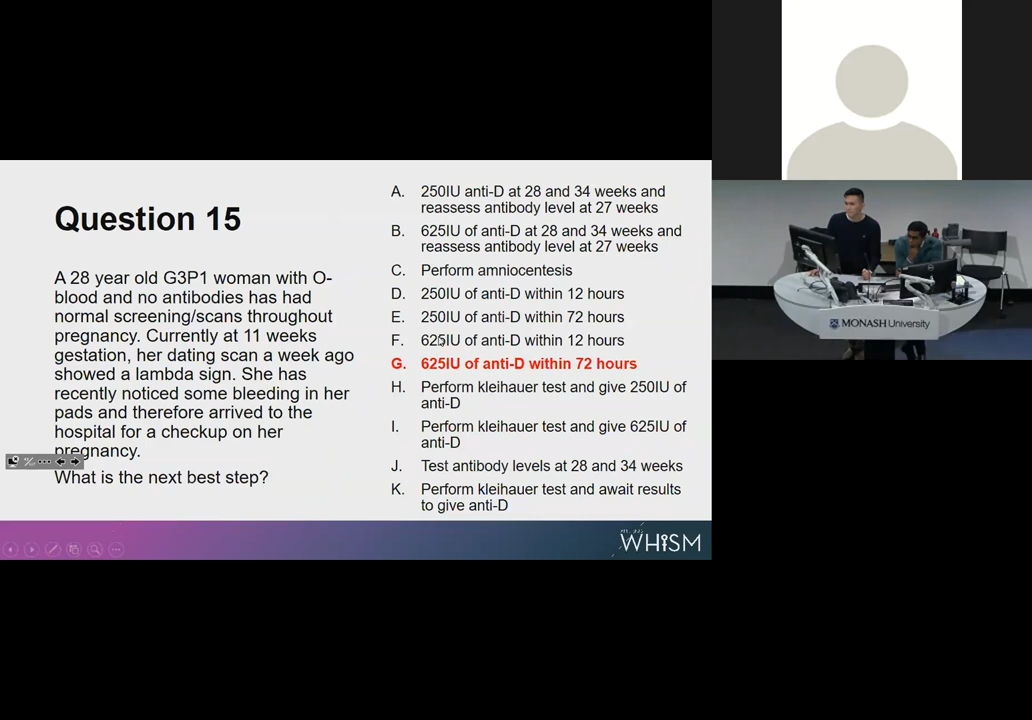 Question 15
A 28 year old G3P1 woman with O-
blood and no antibodies has had
normal screening/scans throughout
pregnancy. Currently at 11 weeks
gestation, her dating scan a week ago
showed a lambda sign. She has
recently noticed some bleeding in her
pads and therefore arrived to the
hospital for a checkup on her
pregnancy.
What is the next best step?
A. 250IU anti-D at 28 and 34 weeks and
reassess antibody level at 27 weeks
B. 625IU of anti-D at 28 and 34 weeks and
reassess antibody level at 27 weeks
C. Perform amniocentesis
D. 250IU of anti-D within 12 hours
E. 250IU of anti-D within 72 hours
F. 625IU of anti-D within 12 hours
G. 625IU of anti-D within 72 hours
H. Perform kleihauer test and give 250IU of
anti-D
I. Perform kleihauer test and give 625IU of
anti-D
J. Test antibody levels at 28 and 34 weeks
K. Perform kleihauer test and await results
to give anti-D
WHISM
MONASH University